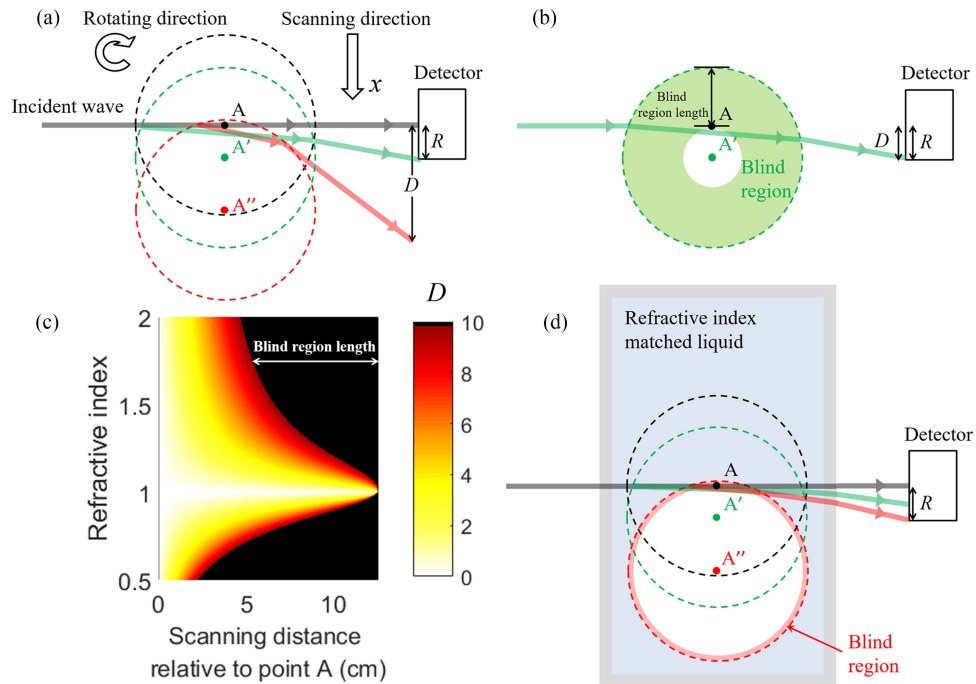 (a)
Rotating direction
Scanning direction
x
Detector
Incident wave
A
R
A'
D
A''
(b)
Detector
Blind
region length
A
D
R
A'
Blind
region
(c)
D
2
1.5
1
0.5
Refractive index
Blind region length
0
5
10
Scanning distance
relative to point A (cm)
10
8
6
4
2
0
(d)
Refractive index
matched liquid
Detector
A
R
A'
A''
Blind
region